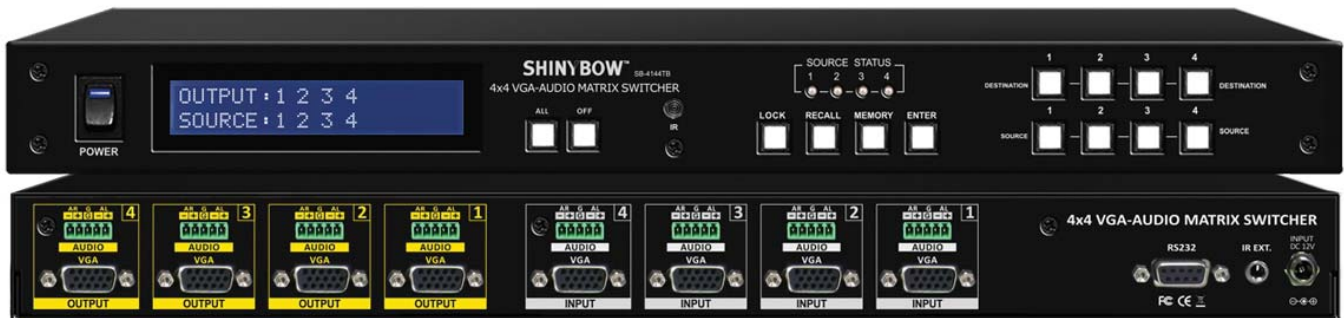 SHINYBOW™ SB-4144TB
4x4 VGA-AUDIO MATRIX SWITCHER
POWER
OUTPUT:1 2 3 4
SOURCE:1 2 3 4
ALL OFF
IR
SOURCE STATUS
1 2 3 4
LOCK RECALL MEMORY ENTER
1 2 3 4
DESTINATION DESTINATION
1 2 3 4
SOURCE SOURCE
AR G AL 4
- + G - +
AUDIO
VGA
OUTPUT
AR G AL 3
- + G - +
AUDIO
VGA
OUTPUT
AR G AL 2
- + G - +
AUDIO
VGA
OUTPUT
AR G AL 1
- + G - +
AUDIO
VGA
OUTPUT
AR G AL 4
- + G - +
AUDIO
VGA
INPUT
AR G AL 3
- + G - +
AUDIO
VGA
INPUT
AR G AL 2
- + G - +
AUDIO
VGA
INPUT
AR G AL 1
- + G - +
AUDIO
VGA
INPUT
4x4 VGA-AUDIO MATRIX SWITCHER
RS232
FC CE
IR EXT.
INPUT
DC 12V